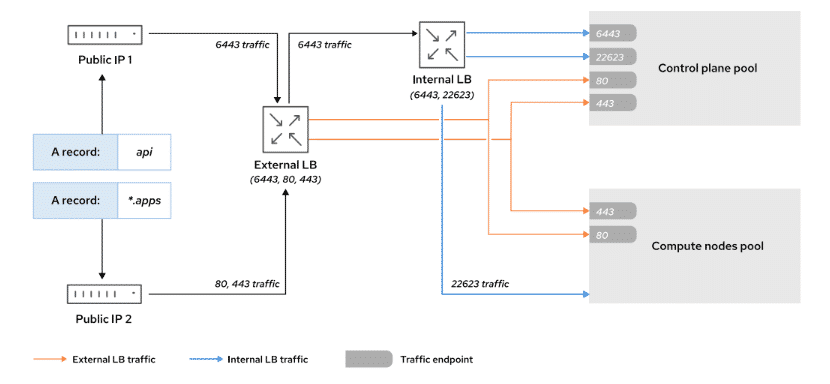 6443 traffic
6443 traffic
Public IP 1
Internal LB
(6443, 22623)
6443
22623
80
443
Control plane pool
A record:
api
External LB
(6443, 80, 443)
A record:
*.apps
443
80
Compute nodes pool
80, 443 traffic
22623 traffic
Public IP 2
External LB traffic
Internal LB traffic
Traffic endpoint